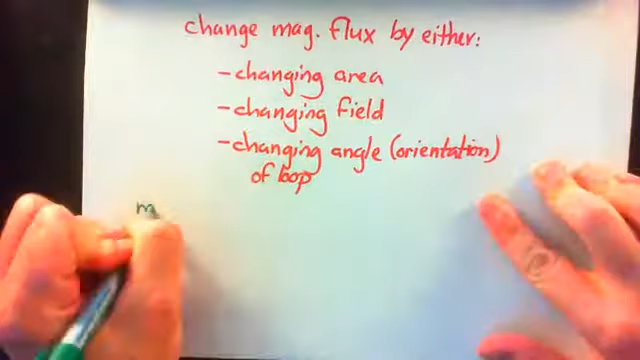 change mag. flux by either:
-changing area
-changing field
-changing angle (orientation)
of loop
m